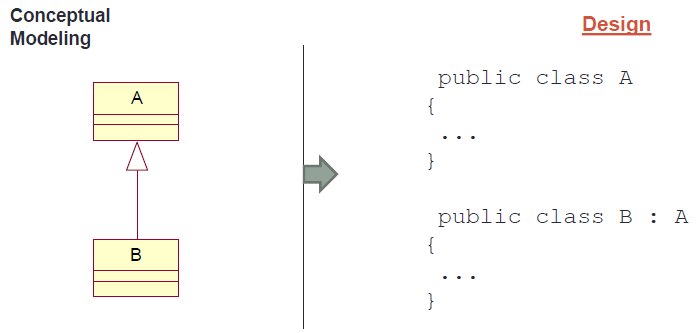 Conceptual
Modeling
A
B
Design
public class A
{
...
}
public class B : A
{
...
}